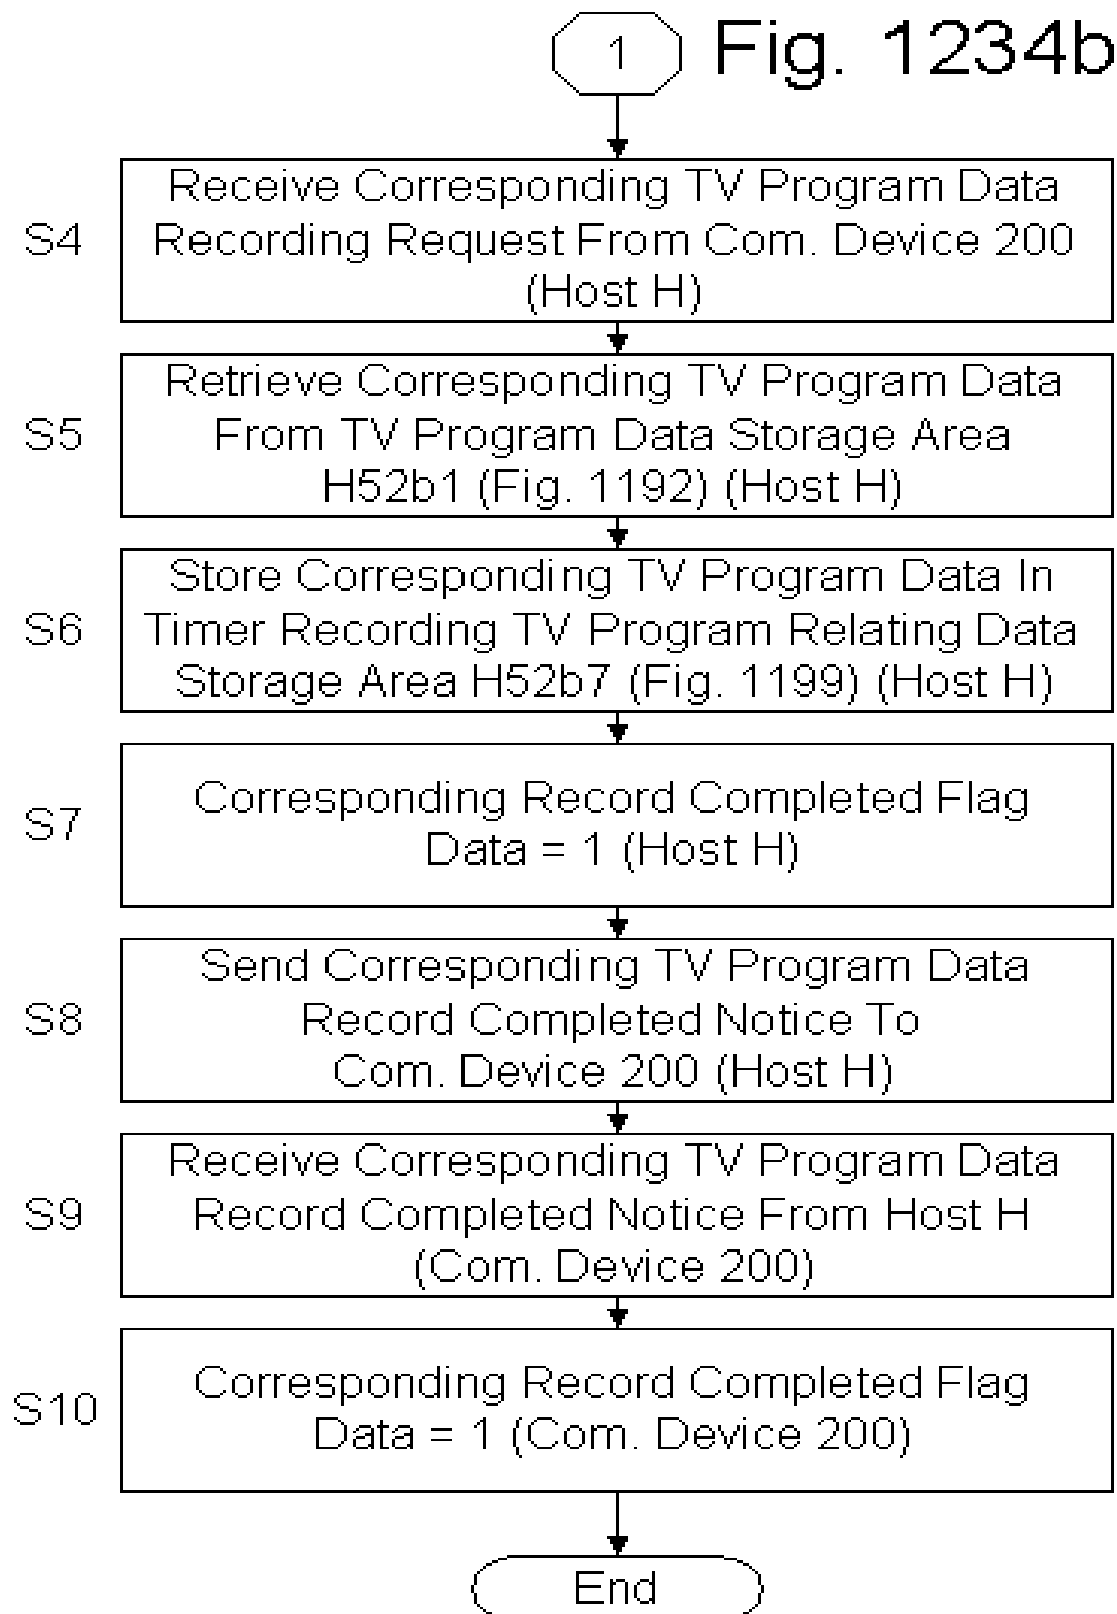 1
Fig. 1234b
S4
Receive Corresponding TV Program Data
Recording Request From Com. Device 200
(Host H)
S5
Retrieve Corresponding TV Program Data
From TV Program Data Storage Area
H52b1 (Fig. 1192) (Host H)
S6
Store Corresponding TV Program Data In
Timer Recording TV Program Relating Data
Storage Area H52b7 (Fig. 1199) (Host H)
S7
Corresponding Record Completed Flag
Data = 1 (Host H)
S8
Send Corresponding TV Program Data
Record Completed Notice To
Com. Device 200 (Host H)
S9
Receive Corresponding TV Program Data
Record Completed Notice From Host H
(Com. Device 200)
S10
Corresponding Record Completed Flag
Data = 1 (Com. Device 200)
End